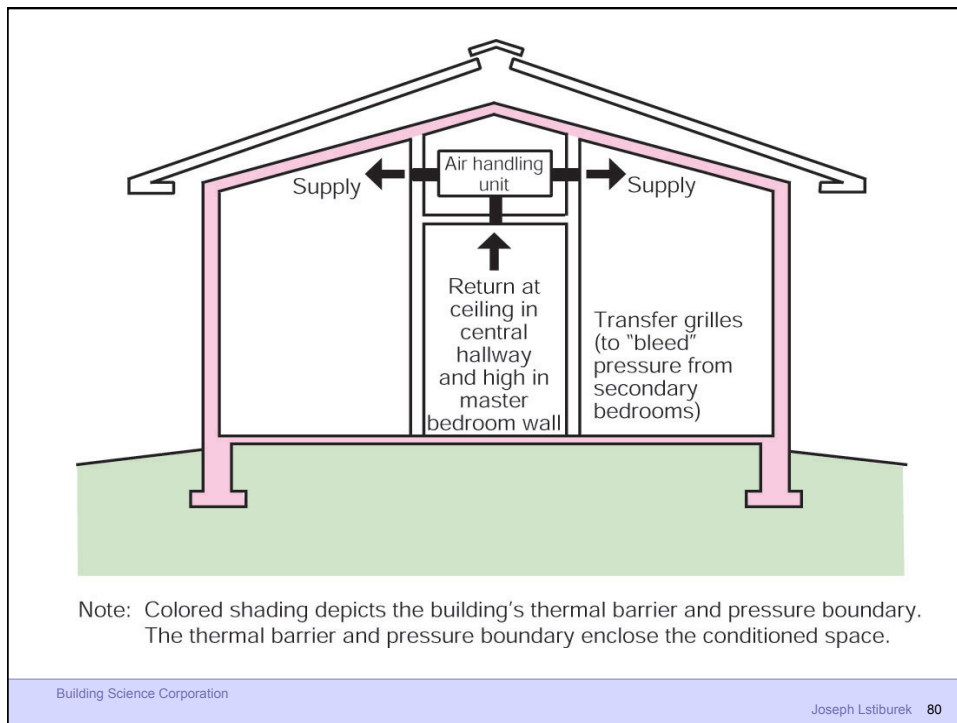 Air handling
unit
Supply
Supply
Return at
ceiling in
central
hallway
and high in
master
bedroom wall
Transfer grilles
(to “bleed”
pressure from
secondary
bedrooms)
Note: Colored shading depicts the building's thermal barrier and pressure boundary.
The thermal barrier and pressure boundary enclose the conditioned space.
Building Science Corporation
Joseph Lstiburek 80